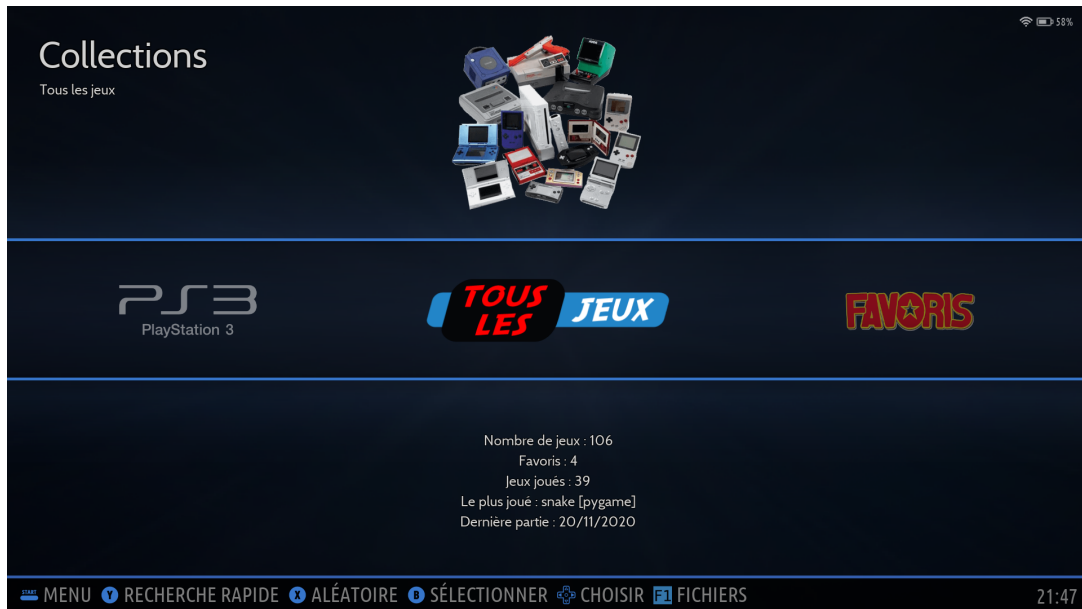 58%
Collections
Tous les jeux
PS3
PlayStation 3
TOUS LES JEUX
FAVORIS
Nombre de jeux : 106
Favoris : 4
Jeux joués : 39
Le plus joué : snake [pygame]
Dernière partie : 20/11/2020
START MENU Y RECHERCHE RAPIDE X ALÉATOIRE B SÉLECTIONNER CHOISIR F1 FICHIERS
21:47